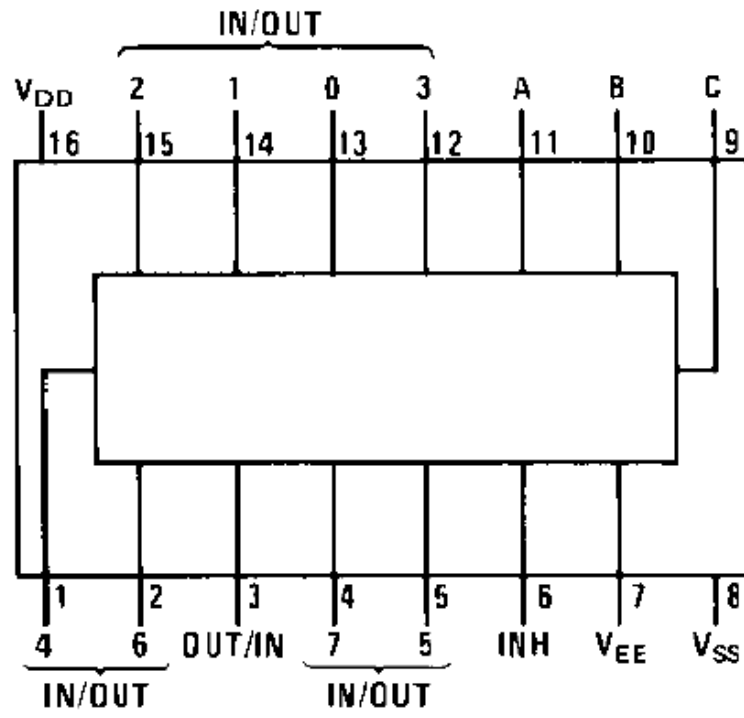 IN/OUT
VDD 2 1 0 3 A B C
16 15 14 13 12 11 10 9
1 2 3 4 5 6 7 8
4 6 OUT/IN 7 5 INH VEE VSS
IN/OUT IN/OUT